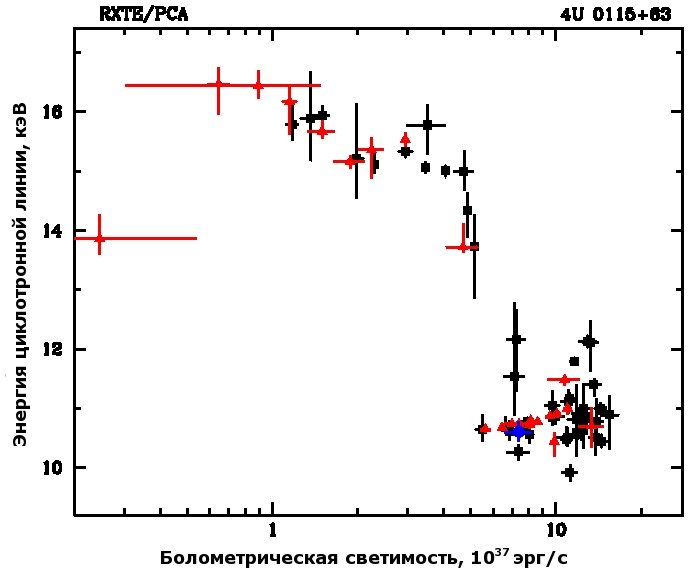 RXTE/PCA 4U 0115+63
Энергия циклотронной линии, кэВ
16
14
12
10
1 10
Болометрическая светимость, 10³⁷ эрг/с